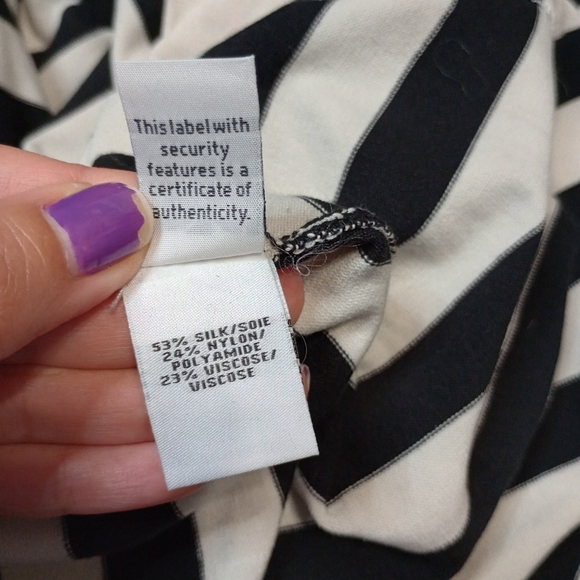 This label with
security
features is a
certificate of
authenticity.
53% SILK/SOIE
24% NYLON/
POLYAMIDE
23% VISCOSE/
VISCOSE